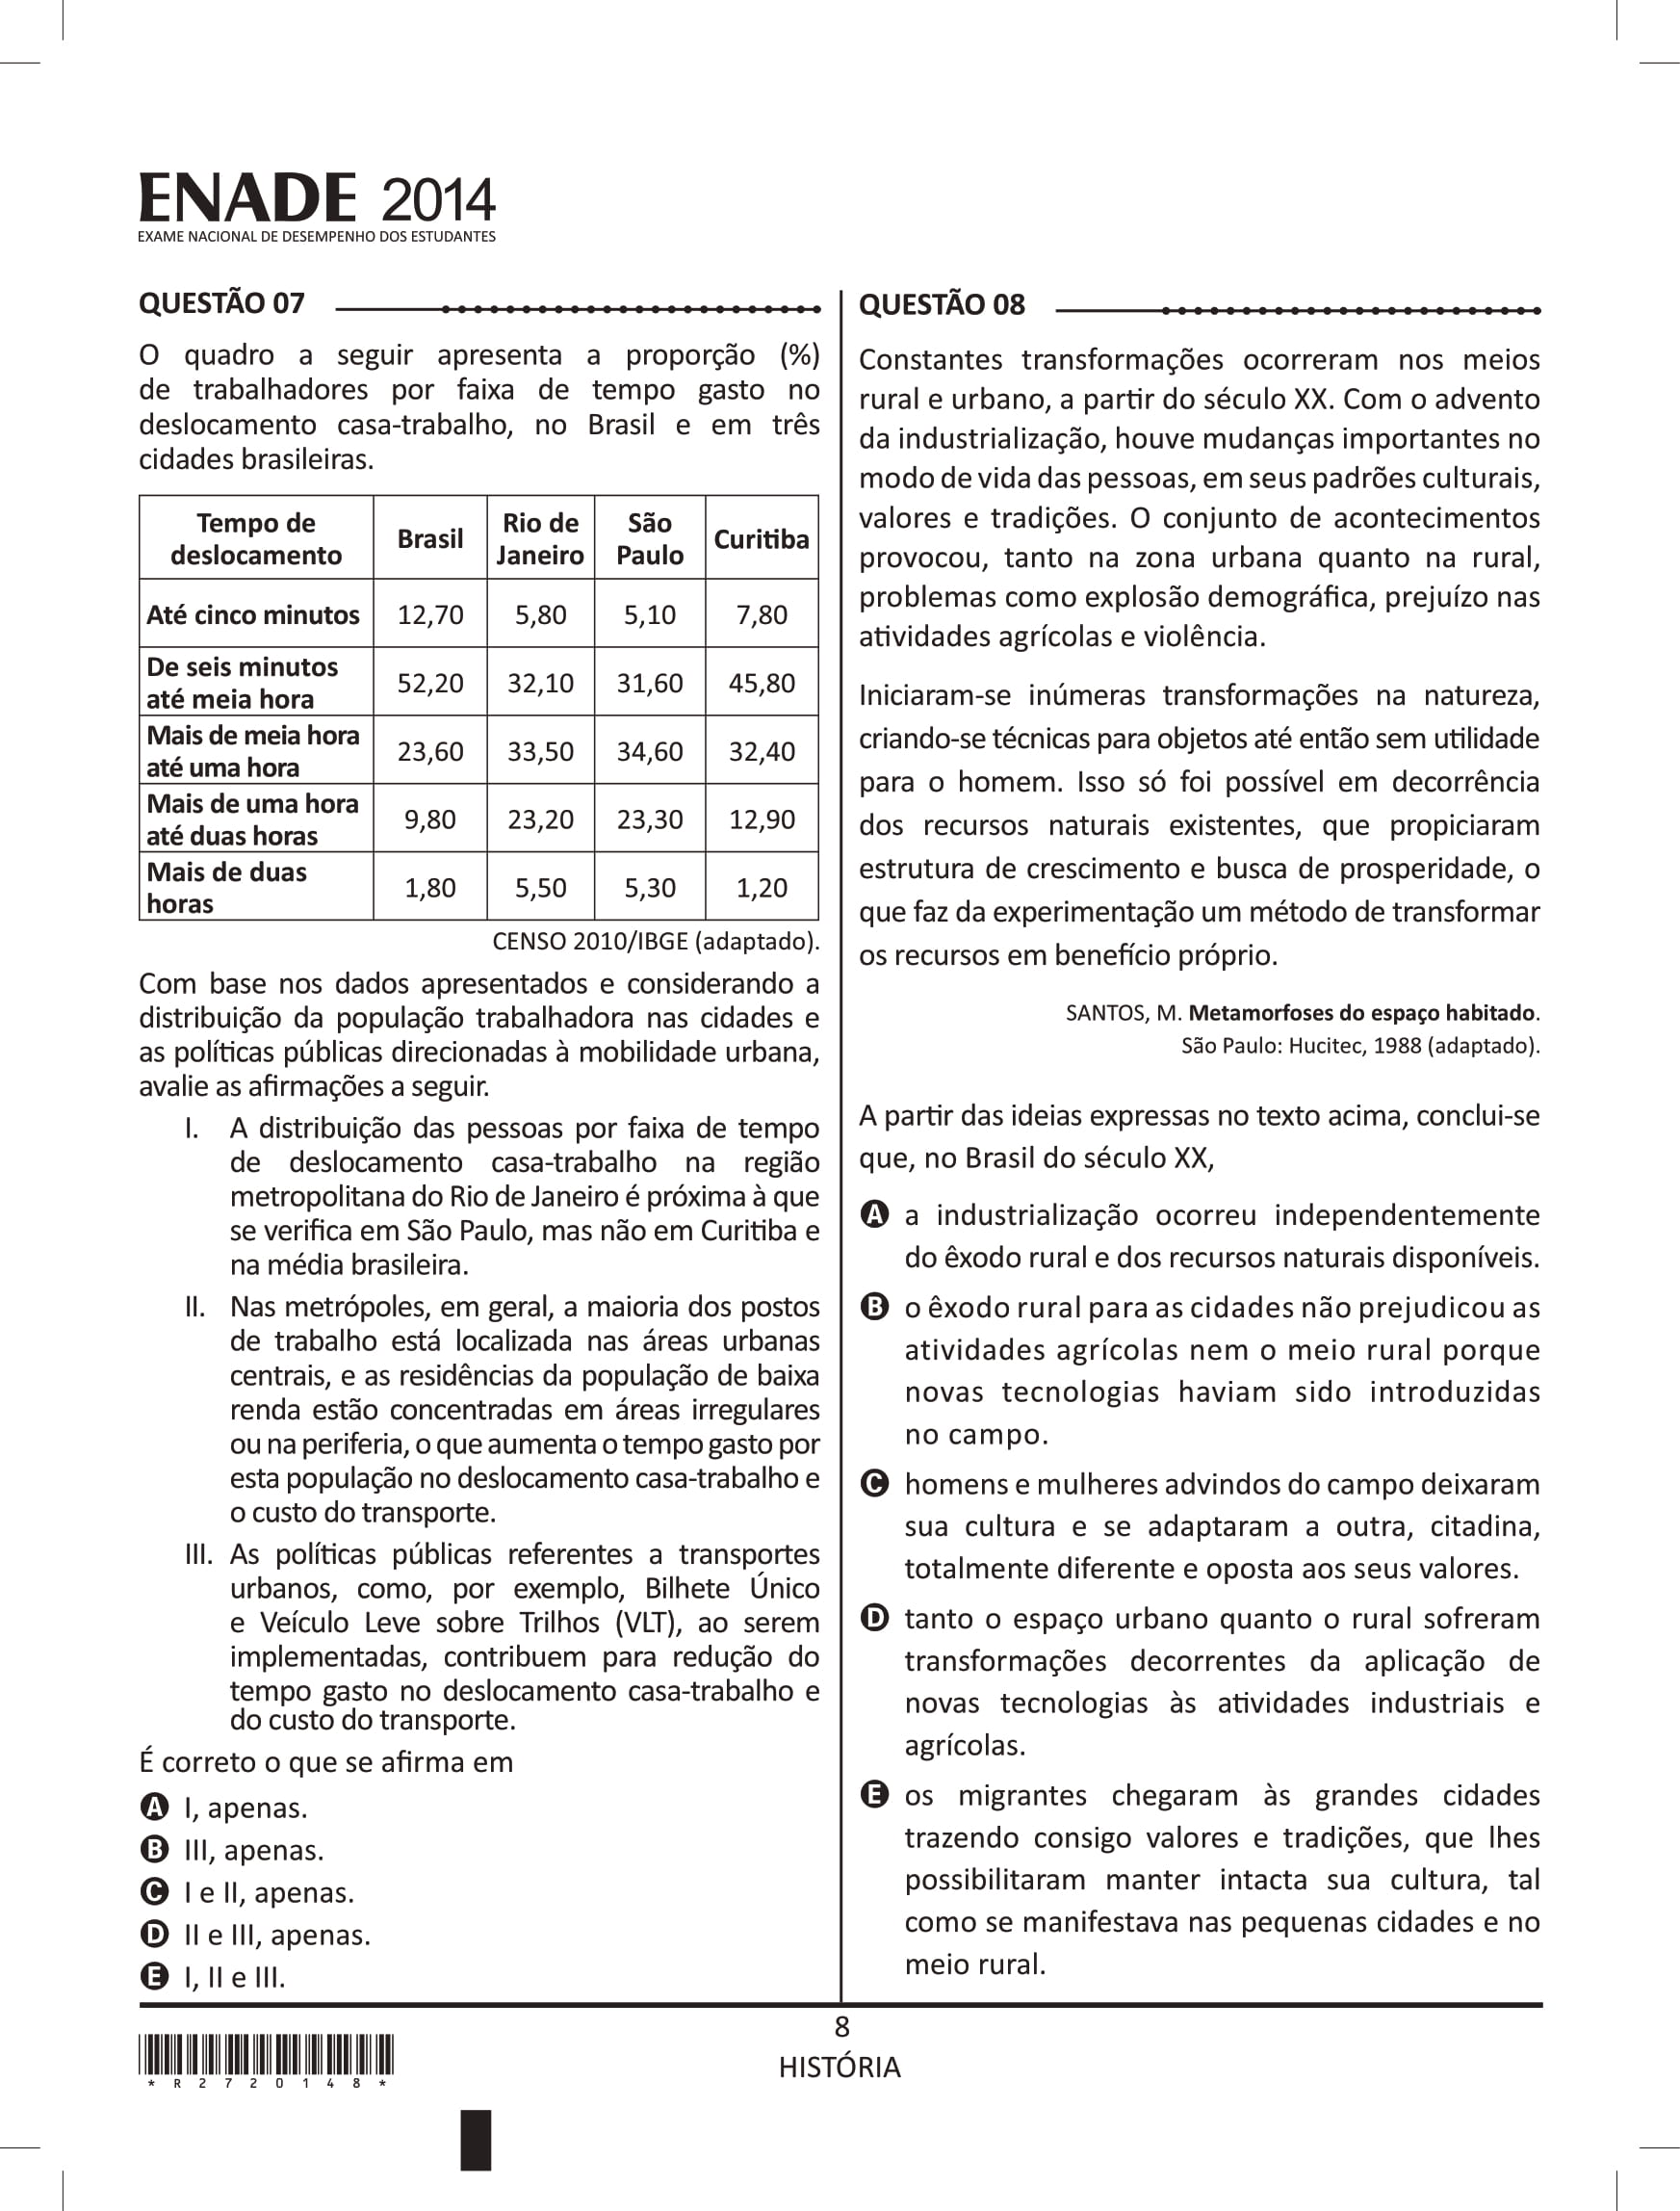 ENADE 2014
EXAME NACIONAL DE DESEMPENHO DOS ESTUDANTES
QUESTÃO 07
O quadro a seguir apresenta a proporção (%)
de trabalhadores por faixa de tempo gasto no
deslocamento casa-trabalho, no Brasil e em três
cidades brasileiras.
Tempo de deslocamento Brasil Rio de Janeiro São Paulo Curitiba
Até cinco minutos 12,70 5,80 5,10 7,80
De seis minutos até meia hora 52,20 32,10 31,60 45,80
Mais de meia hora até uma hora 23,60 33,50 34,60 32,40
Mais de uma hora até duas horas 9,80 23,20 23,30 12,90
Mais de duas horas 1,80 5,50 5,30 1,20
CENSO 2010/IBGE (adaptado).
Com base nos dados apresentados e considerando a
distribuição da população trabalhadora nas cidades e
as políticas públicas direcionadas à mobilidade urbana,
avalie as afirmações a seguir.
I. A distribuição das pessoas por faixa de tempo
de deslocamento casa-trabalho na região
metropolitana do Rio de Janeiro é próxima à que
se verifica em São Paulo, mas não em Curitiba e
na média brasileira.
II. Nas metrópoles, em geral, a maioria dos postos
de trabalho está localizada nas áreas urbanas
centrais, e as residências da população de baixa
renda estão concentradas em áreas irregulares
ou na periferia, o que aumenta o tempo gasto por
esta população no deslocamento casa-trabalho e
o custo do transporte.
III. As políticas públicas referentes a transportes
urbanos, como, por exemplo, Bilhete Único
e Veículo Leve sobre Trilhos (VLT), ao serem
implementadas, contribuem para redução do
tempo gasto no deslocamento casa-trabalho e
do custo do transporte.
É correto o que se afirma em
A I, apenas.
B III, apenas.
C I e II, apenas.
D II e III, apenas.
E I, II e III.
QUESTÃO 08
Constantes transformações ocorreram nos meios
rural e urbano, a partir do século XX. Com o advento
da industrialização, houve mudanças importantes no
modo de vida das pessoas, em seus padrões culturais,
valores e tradições. O conjunto de acontecimentos
provocou, tanto na zona urbana quanto na rural,
problemas como explosão demográfica, prejuízo nas
atividades agrícolas e violência.
Iniciaram-se inúmeras transformações na natureza,
criando-se técnicas para objetos até então sem utilidade
para o homem. Isso só foi possível em decorrência
dos recursos naturais existentes, que propiciaram
estrutura de crescimento e busca de prosperidade, o
que faz da experimentação um método de transformar
os recursos em benefício próprio.
SANTOS, M. Metamorfoses do espaço habitado.
São Paulo: Hucitec, 1988 (adaptado).
A partir das ideias expressas no texto acima, conclui-se
que, no Brasil do século XX,
A a industrialização ocorreu independentemente
do êxodo rural e dos recursos naturais disponíveis.
B o êxodo rural para as cidades não prejudicou as
atividades agrícolas nem o meio rural porque
novas tecnologias haviam sido introduzidas
no campo.
C homens e mulheres advindos do campo deixaram
sua cultura e se adaptaram a outra, citadina,
totalmente diferente e oposta aos seus valores.
D tanto o espaço urbano quanto o rural sofreram
transformações decorrentes da aplicação de
novas tecnologias às atividades industriais e
agrícolas.
E os migrantes chegaram às grandes cidades
trazendo consigo valores e tradições, que lhes
possibilitaram manter intacta sua cultura, tal
como se manifestava nas pequenas cidades e no
meio rural.
8
HISTÓRIA
*R2720148*